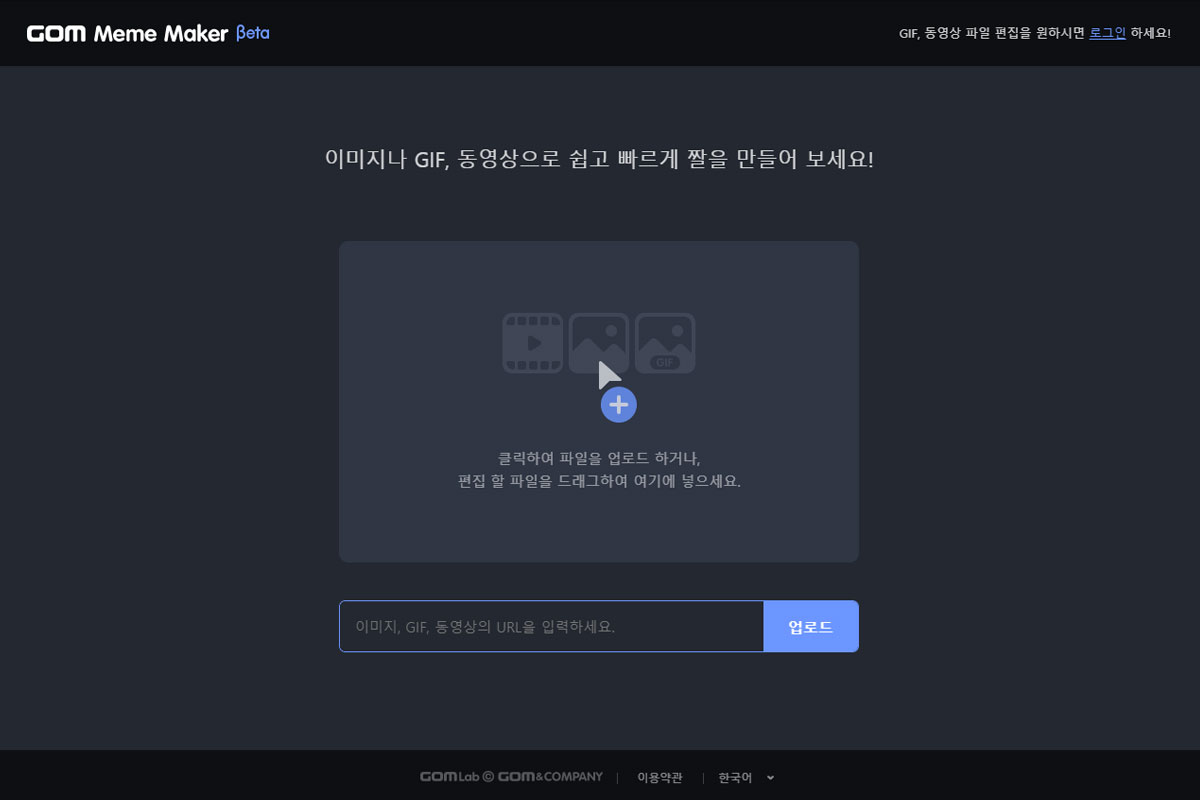 GOM Meme Maker βeta
GIF, 동영상 파일 편집을 원하시면 로그인 하세요!
이미지나 GIF, 동영상으로 쉽고 빠르게 짤을 만들어 보세요!
GIF
클릭하여 파일을 업로드 하거나,
편집 할 파일을 드래그하여 여기에 넣으세요.
이미지, GIF, 동영상의 URL을 입력하세요.
업로드
GOM Lab © GOM&COMPANY | 이용약관 | 한국어